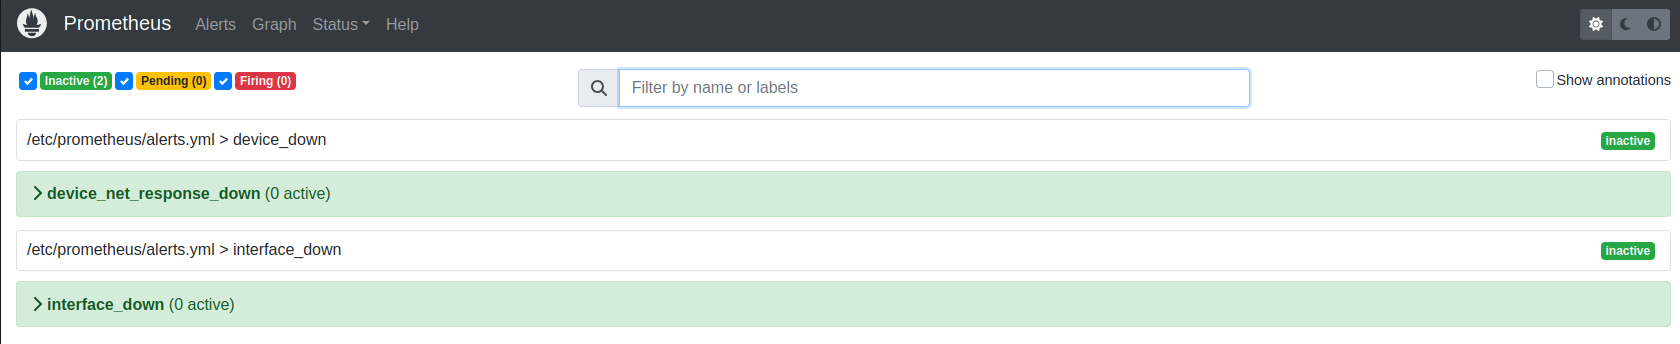 Prometheus Alerts Graph Status Help
Inactive (2) Pending (0) Firing (0) Filter by name or labels Show annotations
/etc/prometheus/alerts.yml > device_down inactive
device_net_response_down (0 active)
/etc/prometheus/alerts.yml > interface_down inactive
interface_down (0 active)